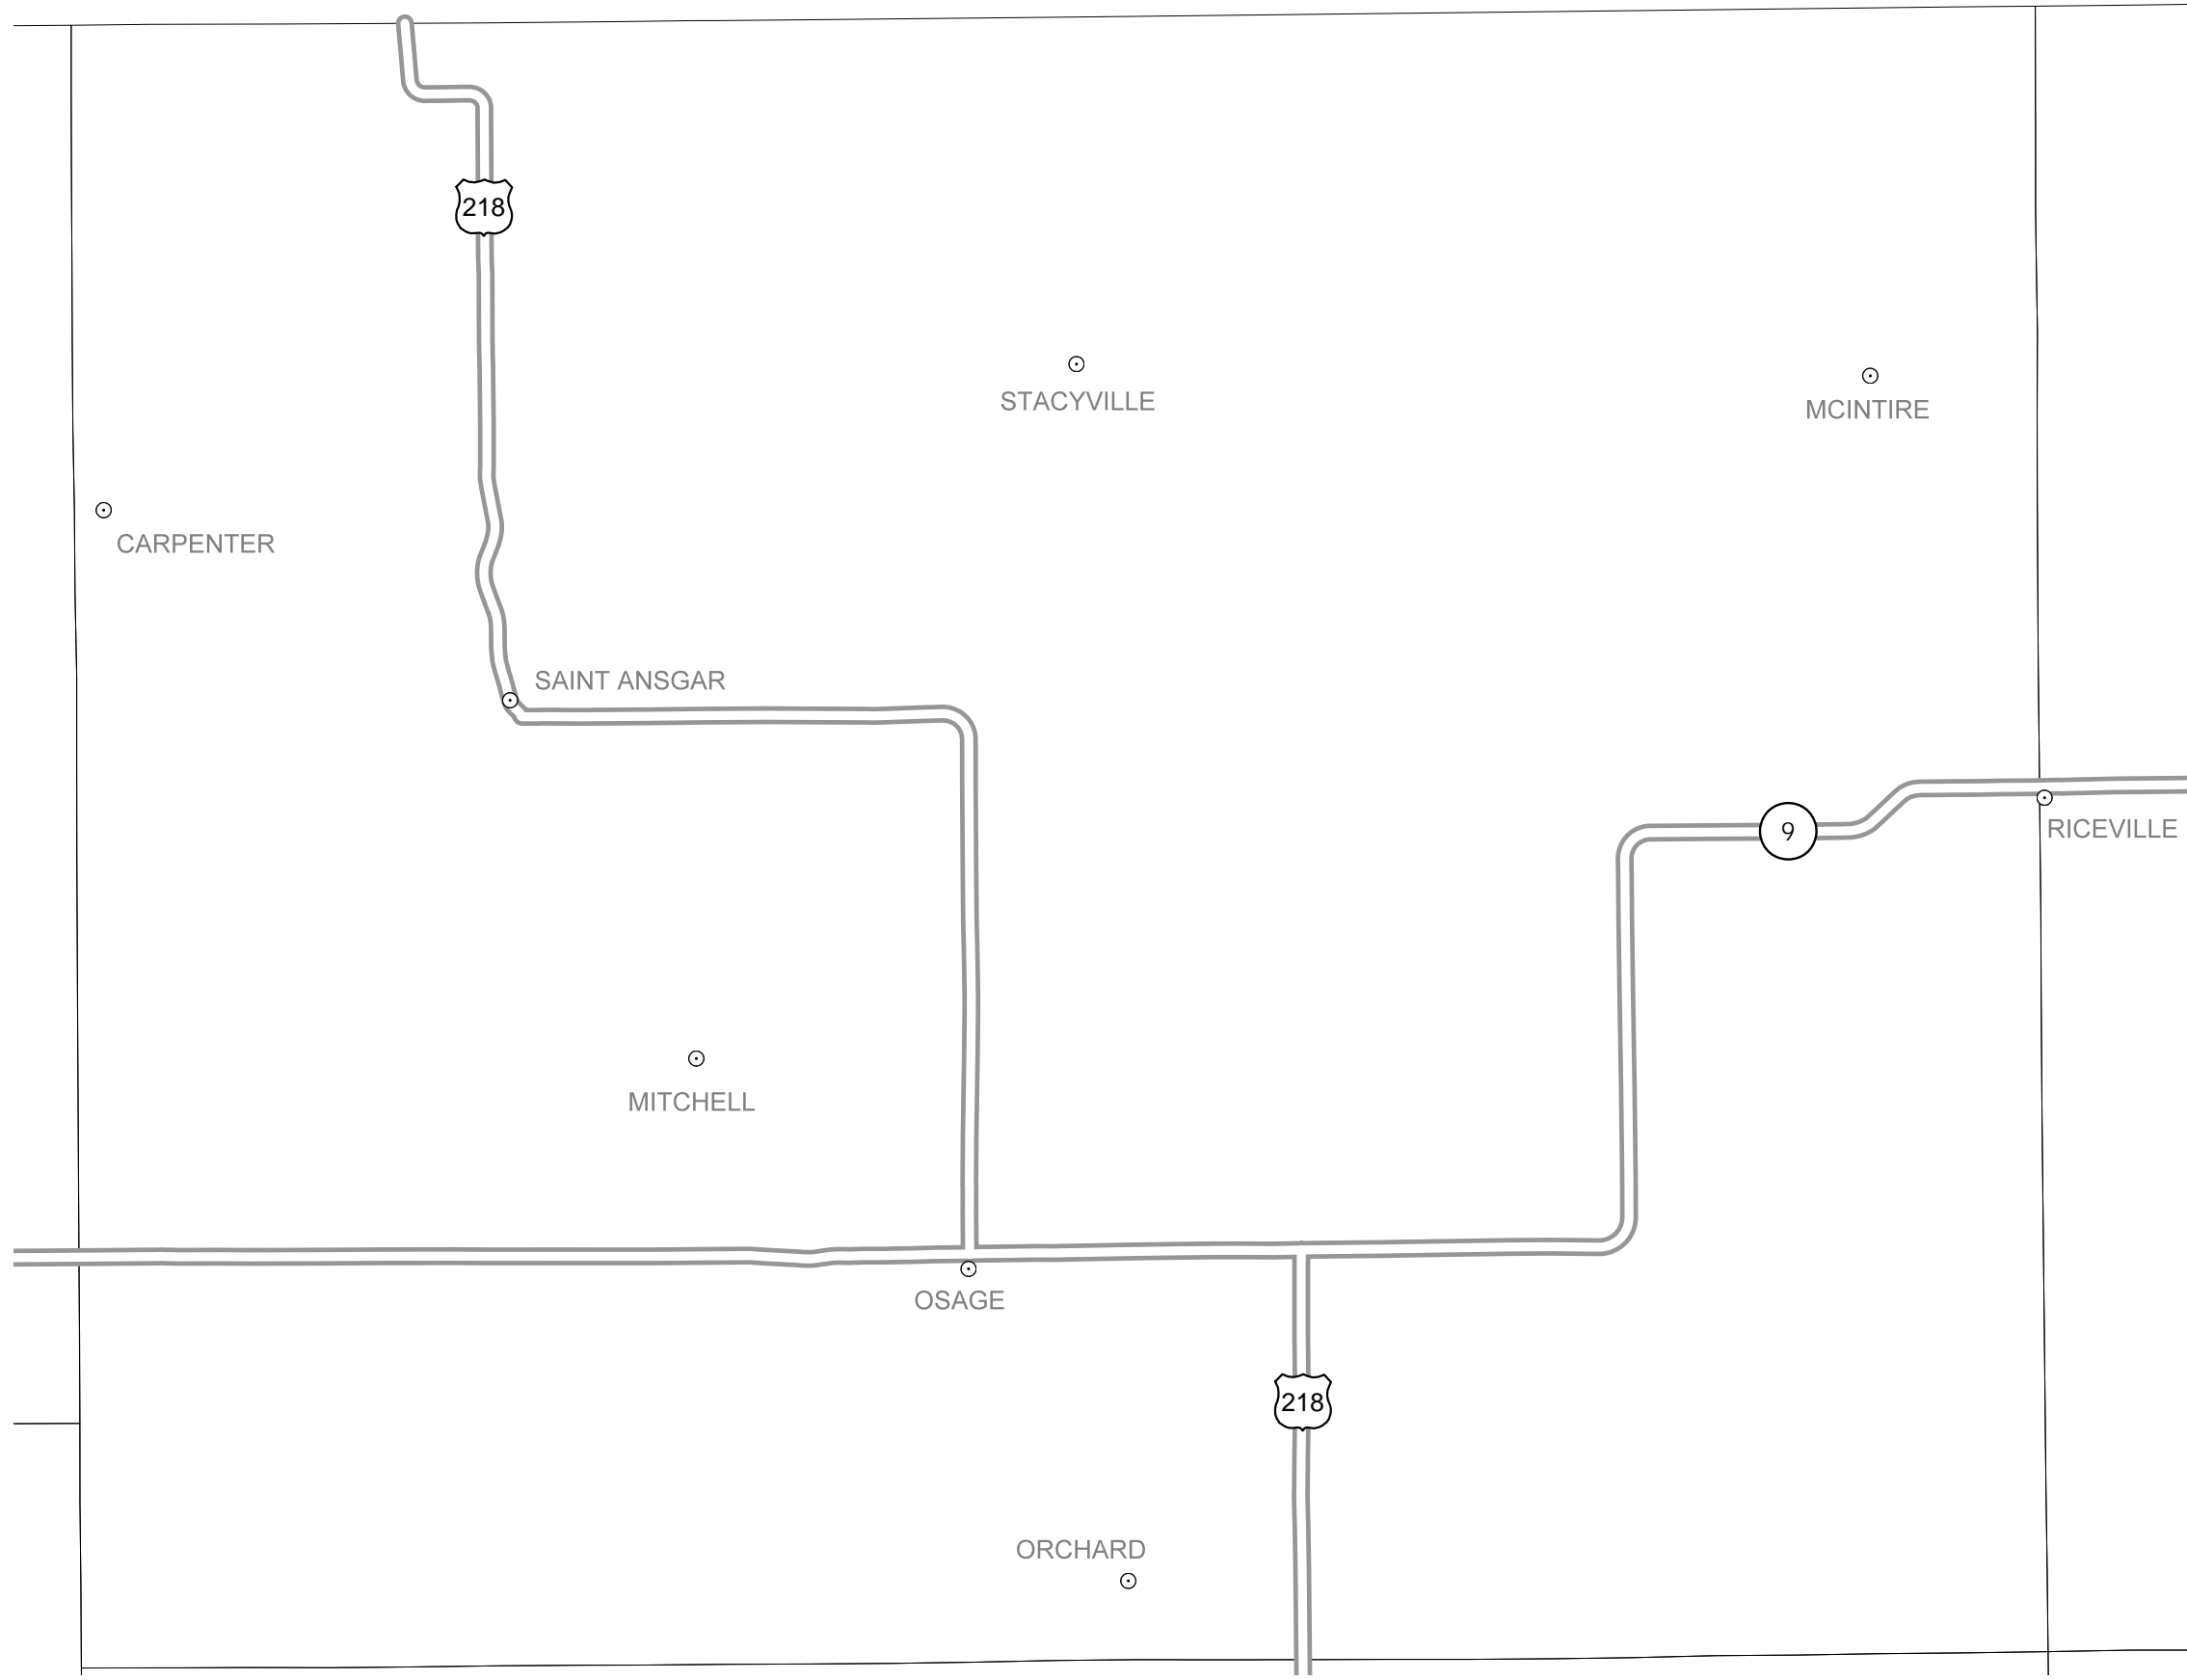 218
STACYVILLE
MCINTIRE
CARPENTER
SAINT ANSGAR
9
RICEVILLE
MITCHELL
OSAGE
218
ORCHARD